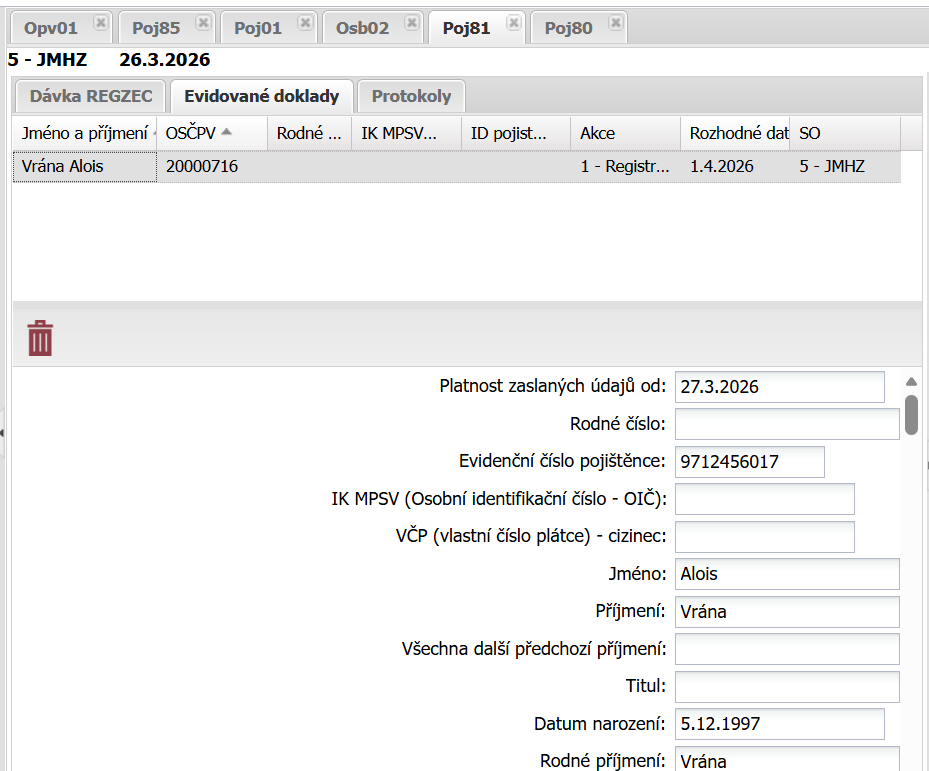 Opv01 Poj85 Poj01 Osb02 Poj81 Poj80
5 - JMHZ 26.3.2026
Dávka REGZEC Evidované doklady Protokoly
Jméno a příjmení OSČPV Rodné ... IK MPSV... ID pojist... Akce Rozhodné dat SO
Vrána Alois 20000716 1 - Registr... 1.4.2026 5 - JMHZ
Platnost zaslaných údajů od: 27.3.2026
Rodné číslo:
Evidenční číslo pojištěnce: 9712456017
IK MPSV (Osobní identifikační číslo - OIČ):
VČP (vlastní číslo plátce) - cizinec:
Jméno: Alois
Příjmení: Vrána
Všechna další předchozí příjmení:
Titul:
Datum narození: 5.12.1997
Rodné příjmení: Vrána